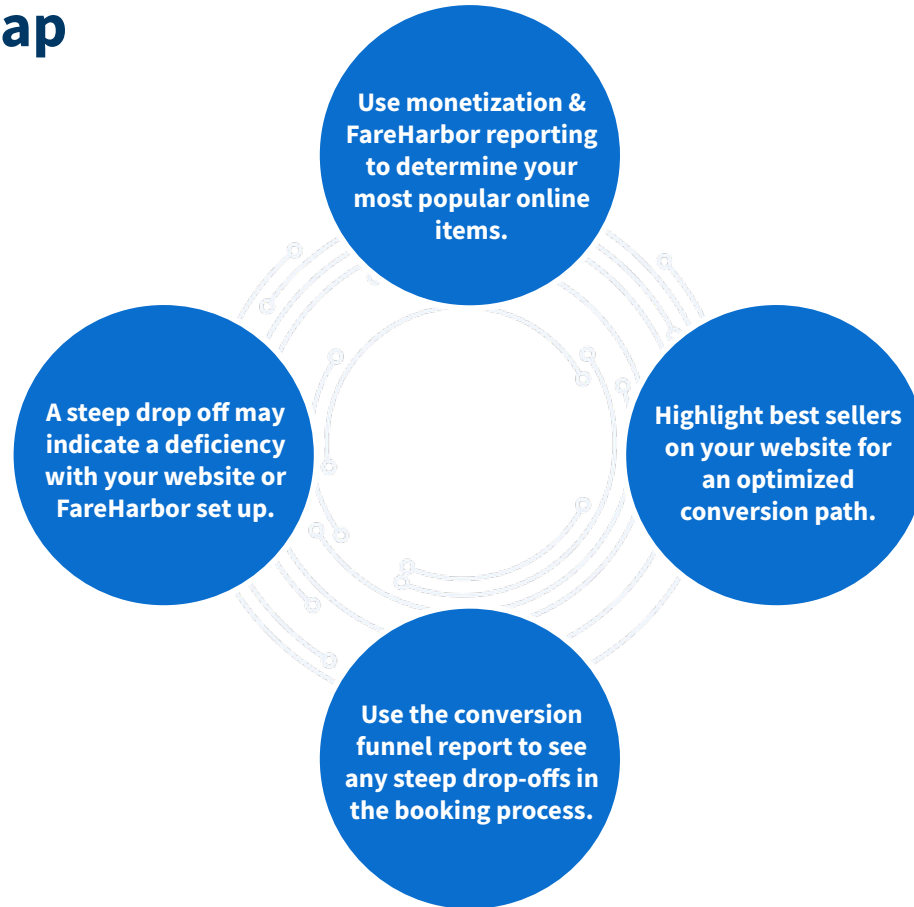 ap
Use monetization &
FareHarbor reporting
to determine your
most popular online
items.
A steep drop off may
indicate a deficiency
with your website or
FareHarbor set up.
Highlight best sellers
on your website for
an optimized
conversion path.
Use the conversion
funnel report to see
any steep drop-offs in
the booking process.